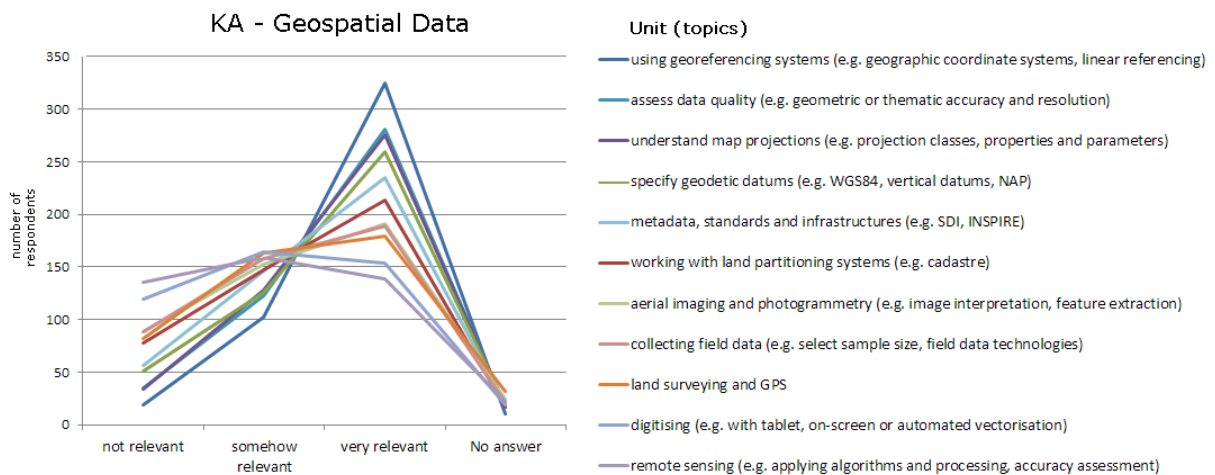 KA - Geospatial Data
number of
respondents
350
300
250
200
150
100
50
0
not relevant
somehow
relevant
very relevant
No answer
Unit (topics)
using georeferencing systems (e.g. geographic coordinate systems, linear referencing)
assess data quality (e.g. geometric or thematic accuracy and resolution)
understand map projections (e.g. projection classes, properties and parameters)
specify geodetic datums (e.g. WGS84, vertical datums, NAP)
metadata, standards and infrastructures (e.g. SDI, INSPIRE)
working with land partitioning systems (e.g. cadastre)
aerial imaging and photogrammetry (e.g. image interpretation, feature extraction)
collecting field data (e.g. select sample size, field data technologies)
land surveying and GPS
digitising (e.g. with tablet, on-screen or automated vectorisation)
remote sensing (e.g. applying algorithms and processing, accuracy assessment)